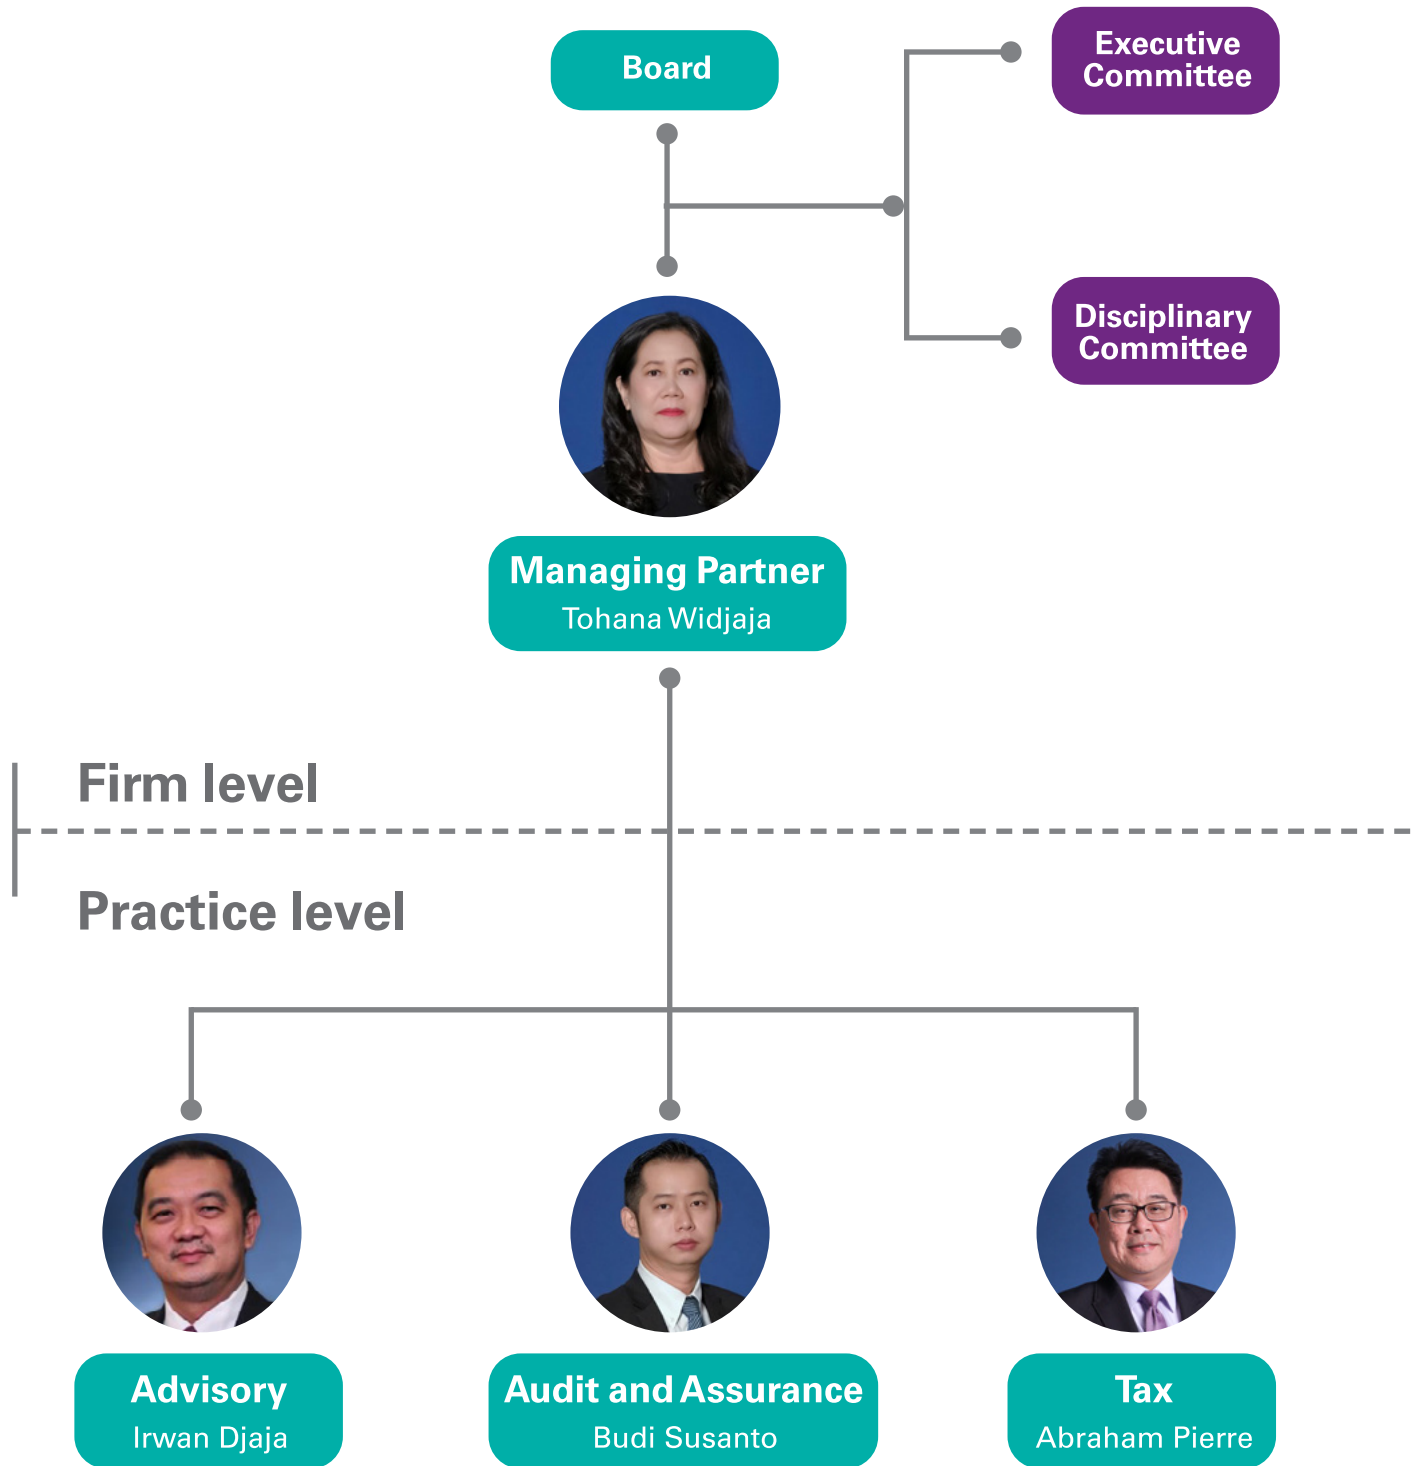 Board
Executive
Committee
Disciplinary
Committee
Managing Partner
Tohana Widjaja
Firm level
Practice level
Advisory
Irwan Djaja
Audit and Assurance
Budi Susanto
Tax
Abraham Pierre